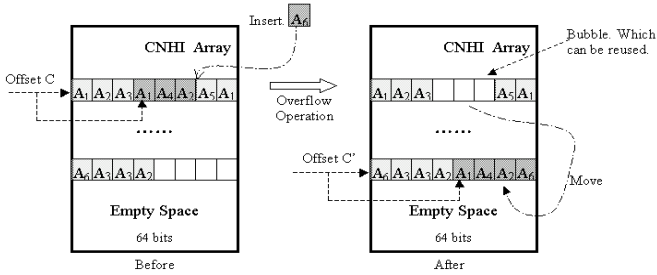 Insert. A6
CNHI Array
Offset C
A1 A2 A3 A1 A4 A2 A5 A1
......
A6 A3 A3 A2
Empty Space
64 bits
Before
Overflow
Operation
Bubble. Which
can be reused.
CNHI Array
A1 A2 A3 A5 A1
......
Offset C'
A6 A3 A3 A2 A1 A4 A2 A6
Move
Empty Space
64 bits
After